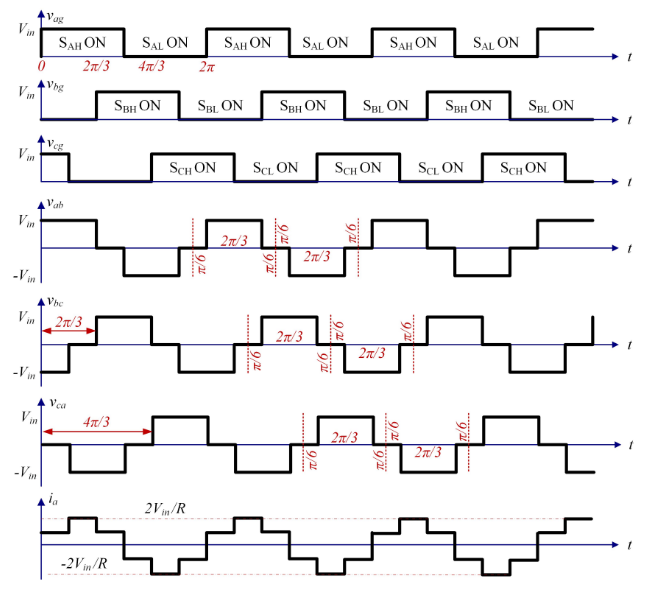 v_ag
V_in
S_AH ON S_AL ON S_AH ON S_AL ON S_AH ON S_AL ON
0 2π/3 4π/3 2π t
v_bg
V_in
S_BH ON S_BL ON S_BH ON S_BL ON S_BH ON S_BL ON
t
v_cg
V_in
S_CH ON S_CL ON S_CH ON S_CL ON S_CH ON
t
v_ab
V_in
π/6 2π/3 π/6 π/6 2π/3 π/6
t
-V_in
v_bc
V_in
2π/3
π/6 2π/3 π/6 π/6 2π/3 π/6
t
-V_in
v_ca
V_in
4π/3
π/6 2π/3 π/6 π/6 2π/3 π/6
t
-V_in
i_a
2V_in/R
t
-2V_in/R